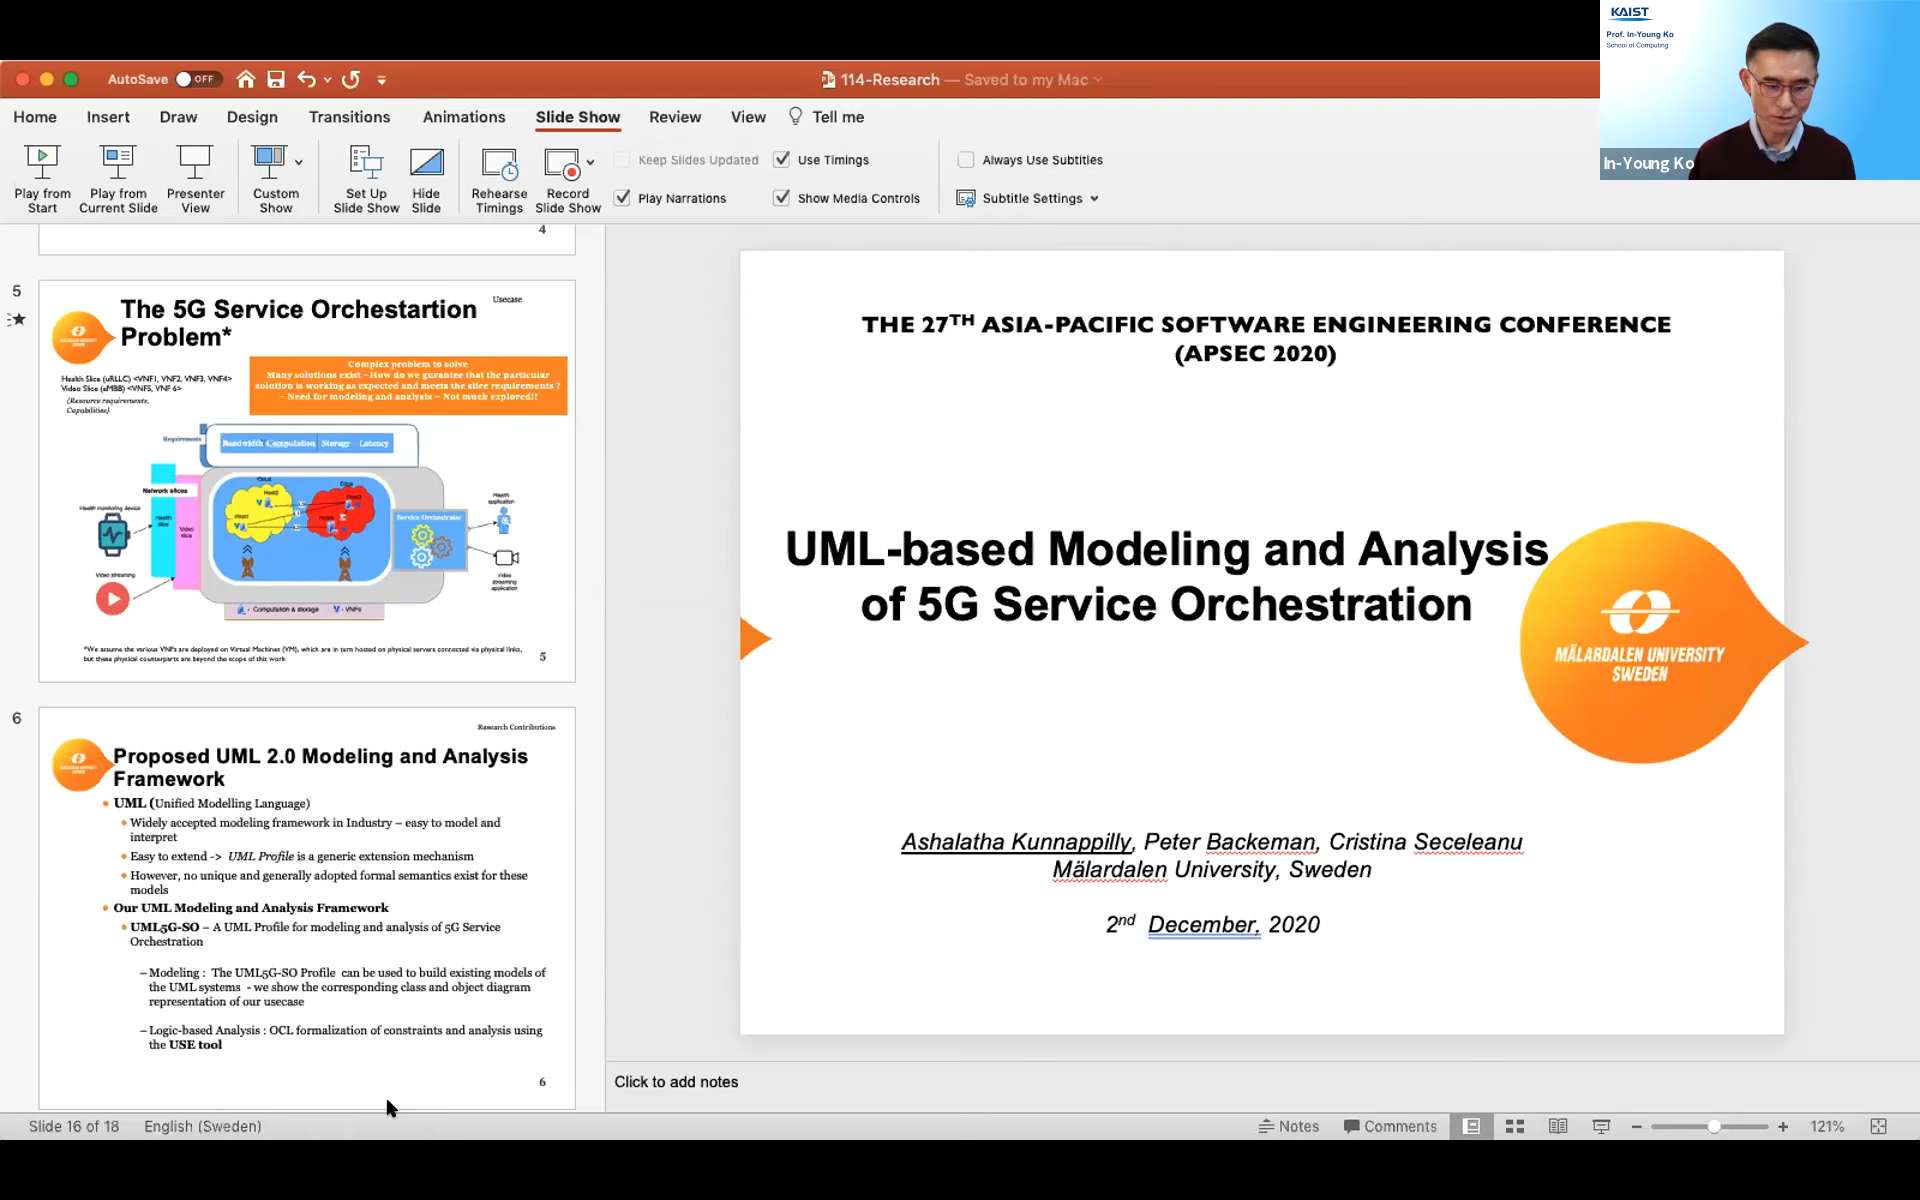 KAIST
Prof. In-Young Ko
School of Computing
In-Young Ko
AutoSave OFF
114-Research — Saved to my Mac
Home Insert Draw Design Transitions Animations Slide Show Review View Tell me
Play from Start
Play from Current Slide
Presenter View
Custom Show
Set Up Slide Show
Hide Slide
Rehearse Timings
Record Slide Show
Keep Slides Updated
Use Timings
Play Narrations
Show Media Controls
Always Use Subtitles
Subtitle Settings
4
5
The 5G Service Orchestartion
Problem*
Usecase
Complex problem to solve
Many solutions exist – How do we gurantee that the particular
solution is working as expected and meets the slice requirements ?
– Need for modeling and analysis – Not much explored!!
Health Slice (uRLLC) <VNF1, VNF2, VNF3, VNF4>
Video Slice (eMBB) <VNF5, VNF 6>
(Resource requirements,
Capabilities)
Requirements
Bandwidth Computation Storage Latency
Network slices
Health monitoring device
Health slice
Video slice
Cloud
Edge
Service Orchestrator
Health application
Video streaming
Video streaming application
- Computation & storage V - VNFs
*We assume the various VNFs are deployed on Virtual Machines (VM), which are in turn hosted on physical servers connected via physical links,
but these physical counterparts are beyond the scope of this work
5
6
Research Contributions
Proposed UML 2.0 Modeling and Analysis
Framework
UML (Unified Modelling Language)
Widely accepted modeling framework in Industry – easy to model and
interpret
Easy to extend -> UML Profile is a generic extension mechanism
However, no unique and generally adopted formal semantics exist for these
models
Our UML Modeling and Analysis Framework
UML5G-SO – A UML Profile for modeling and analysis of 5G Service
Orchestration
– Modeling : The UML5G-SO Profile can be used to build existing models of
the UML systems - we show the corresponding class and object diagram
representation of our usecase
– Logic-based Analysis : OCL formalization of constraints and analysis using
the USE tool
6
THE 27TH ASIA-PACIFIC SOFTWARE ENGINEERING CONFERENCE
(APSEC 2020)
UML-based Modeling and Analysis
of 5G Service Orchestration
MÄLARDALEN UNIVERSITY
SWEDEN
Ashalatha Kunnappilly, Peter Backeman, Cristina Seceleanu
Mälardalen University, Sweden
2nd December, 2020
Click to add notes
Slide 16 of 18 English (Sweden)
Notes Comments 121%